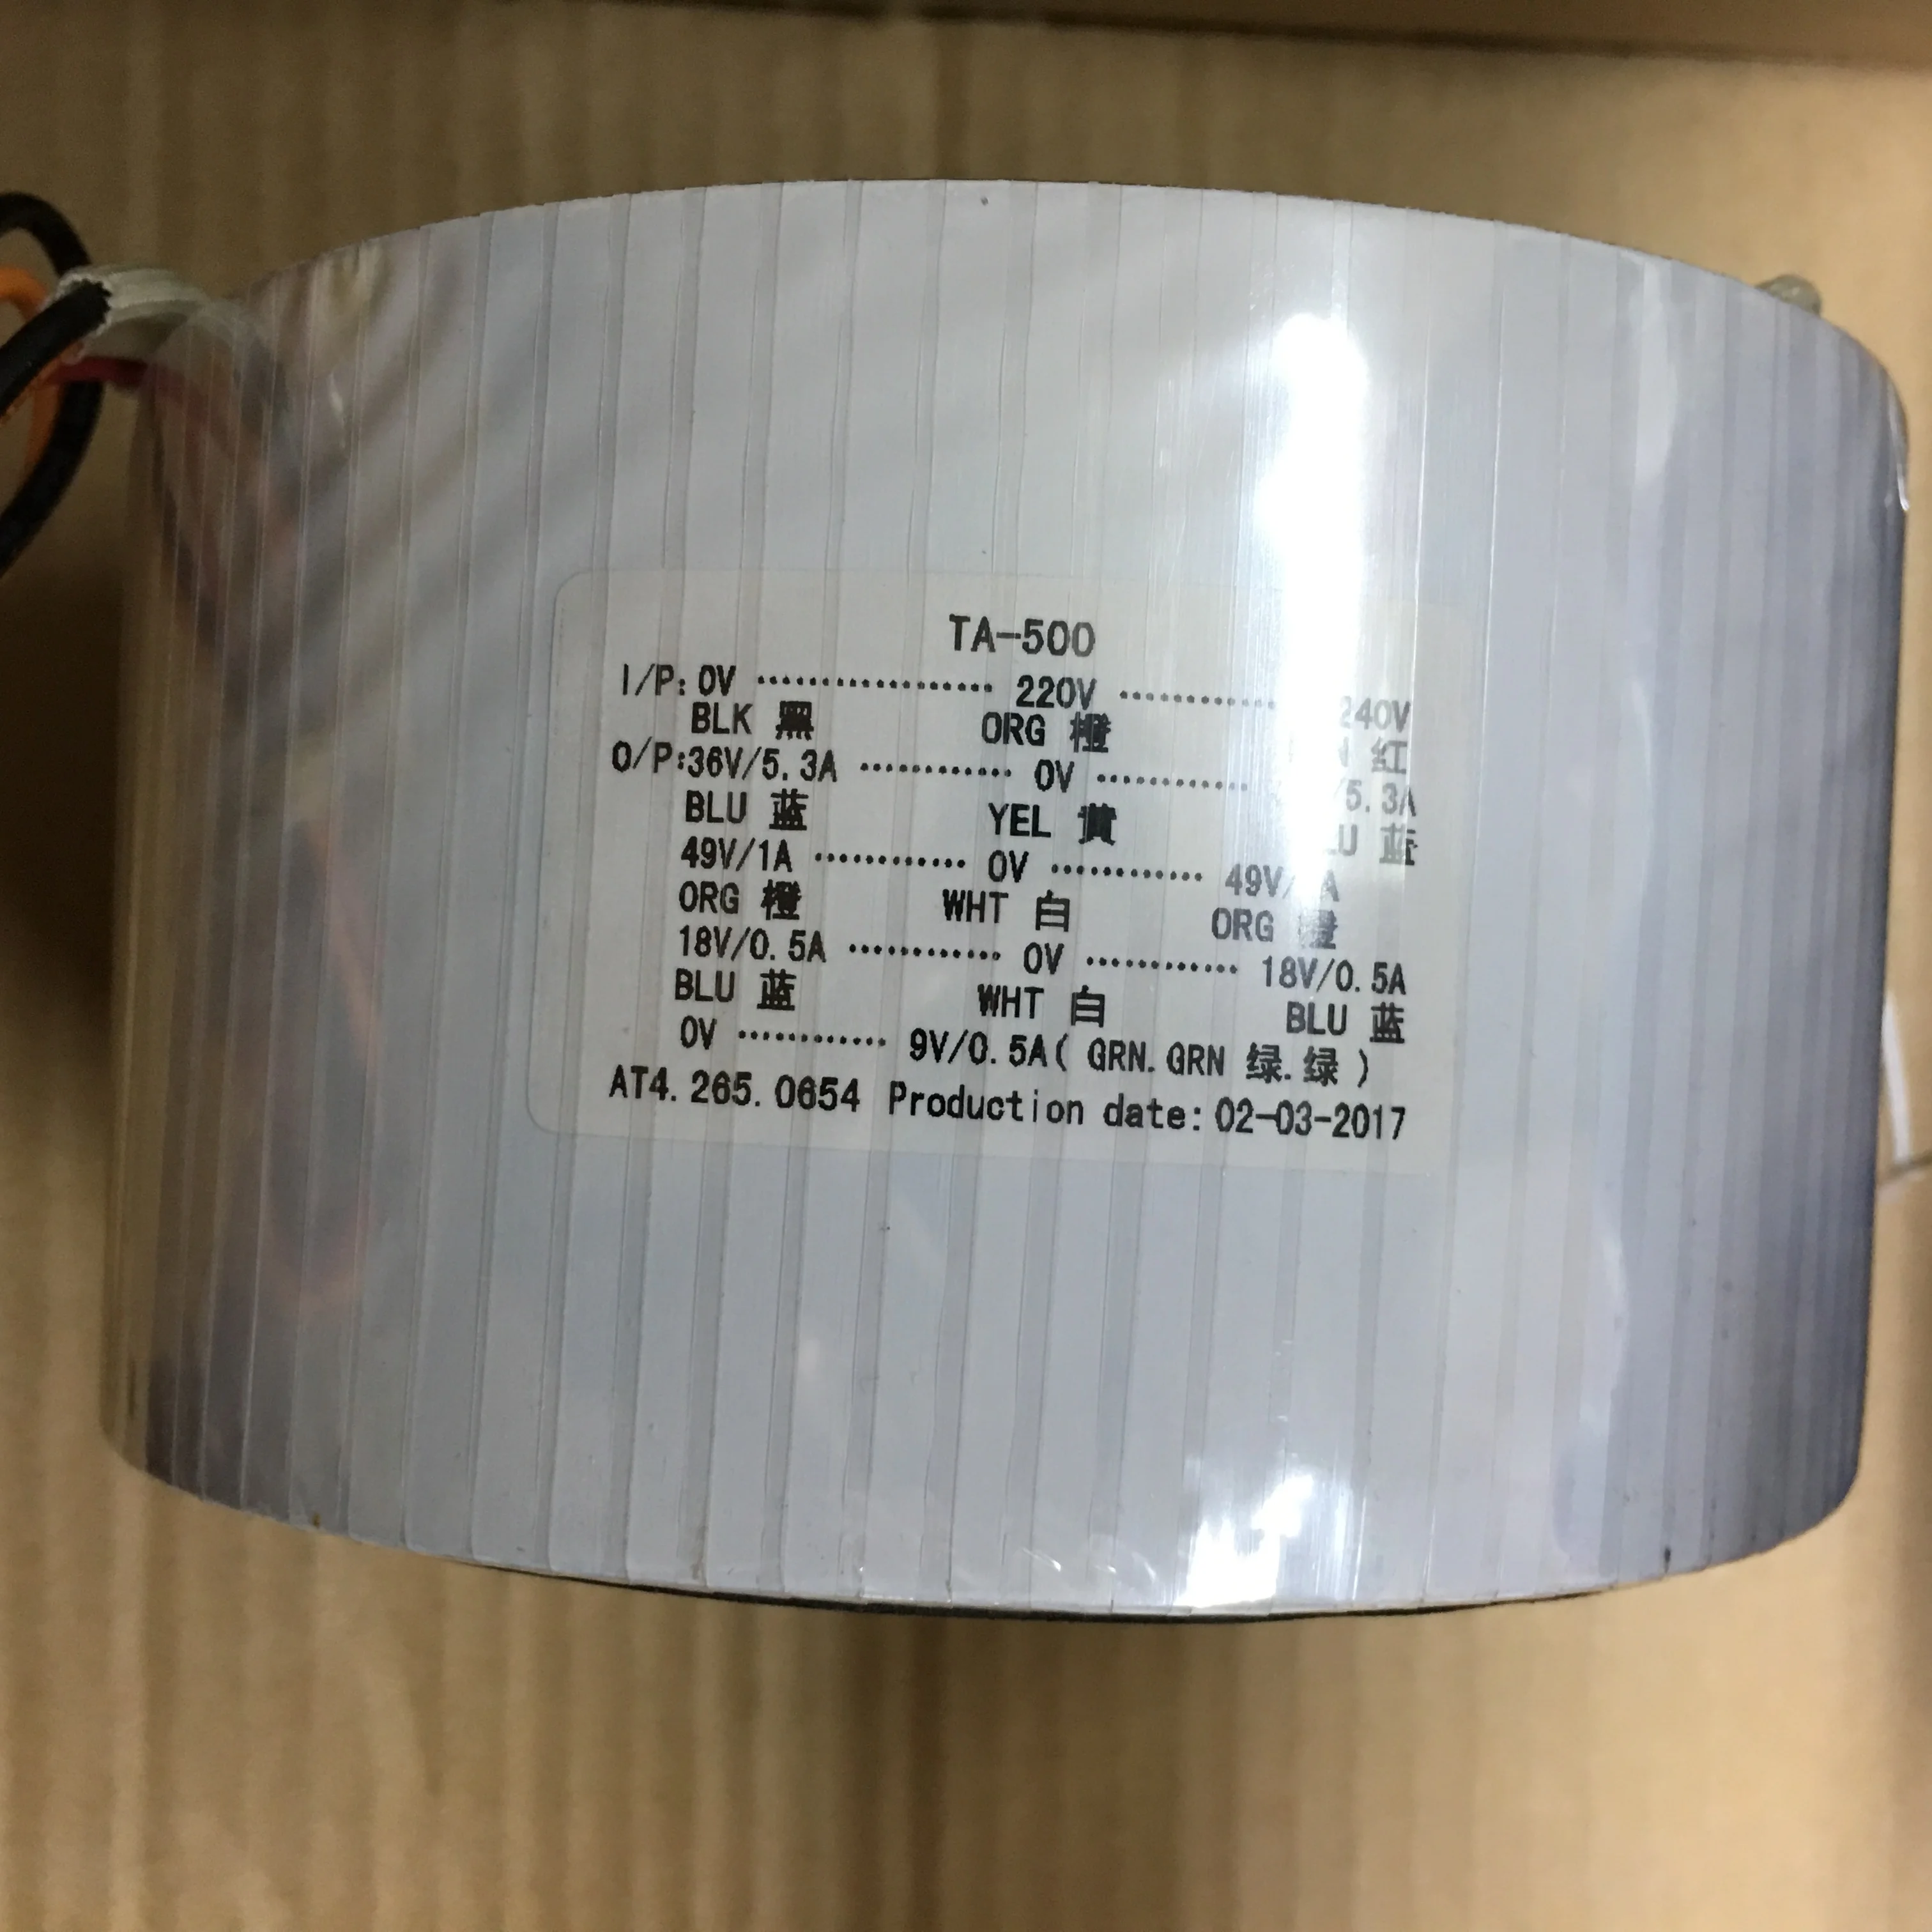 TA-500
I/P: 0V ·················· 220V ············ 240V
BLK 黑 ORG 橙 红
O/P:36V/5.3A ············ 0V ············ /5.3A
BLU 蓝 YEL 黄 蓝
49V/1A ············ 0V ············ 49V/
ORG 橙 WHT 白 ORG 橙
18V/0.5A ············ 0V ············ 18V/0.5A
BLU 蓝 WHT 白 BLU 蓝
0V ············ 9V/0.5A( GRN.GRN 绿.绿 )
AT4.265.0654 Production date: 02-03-2017